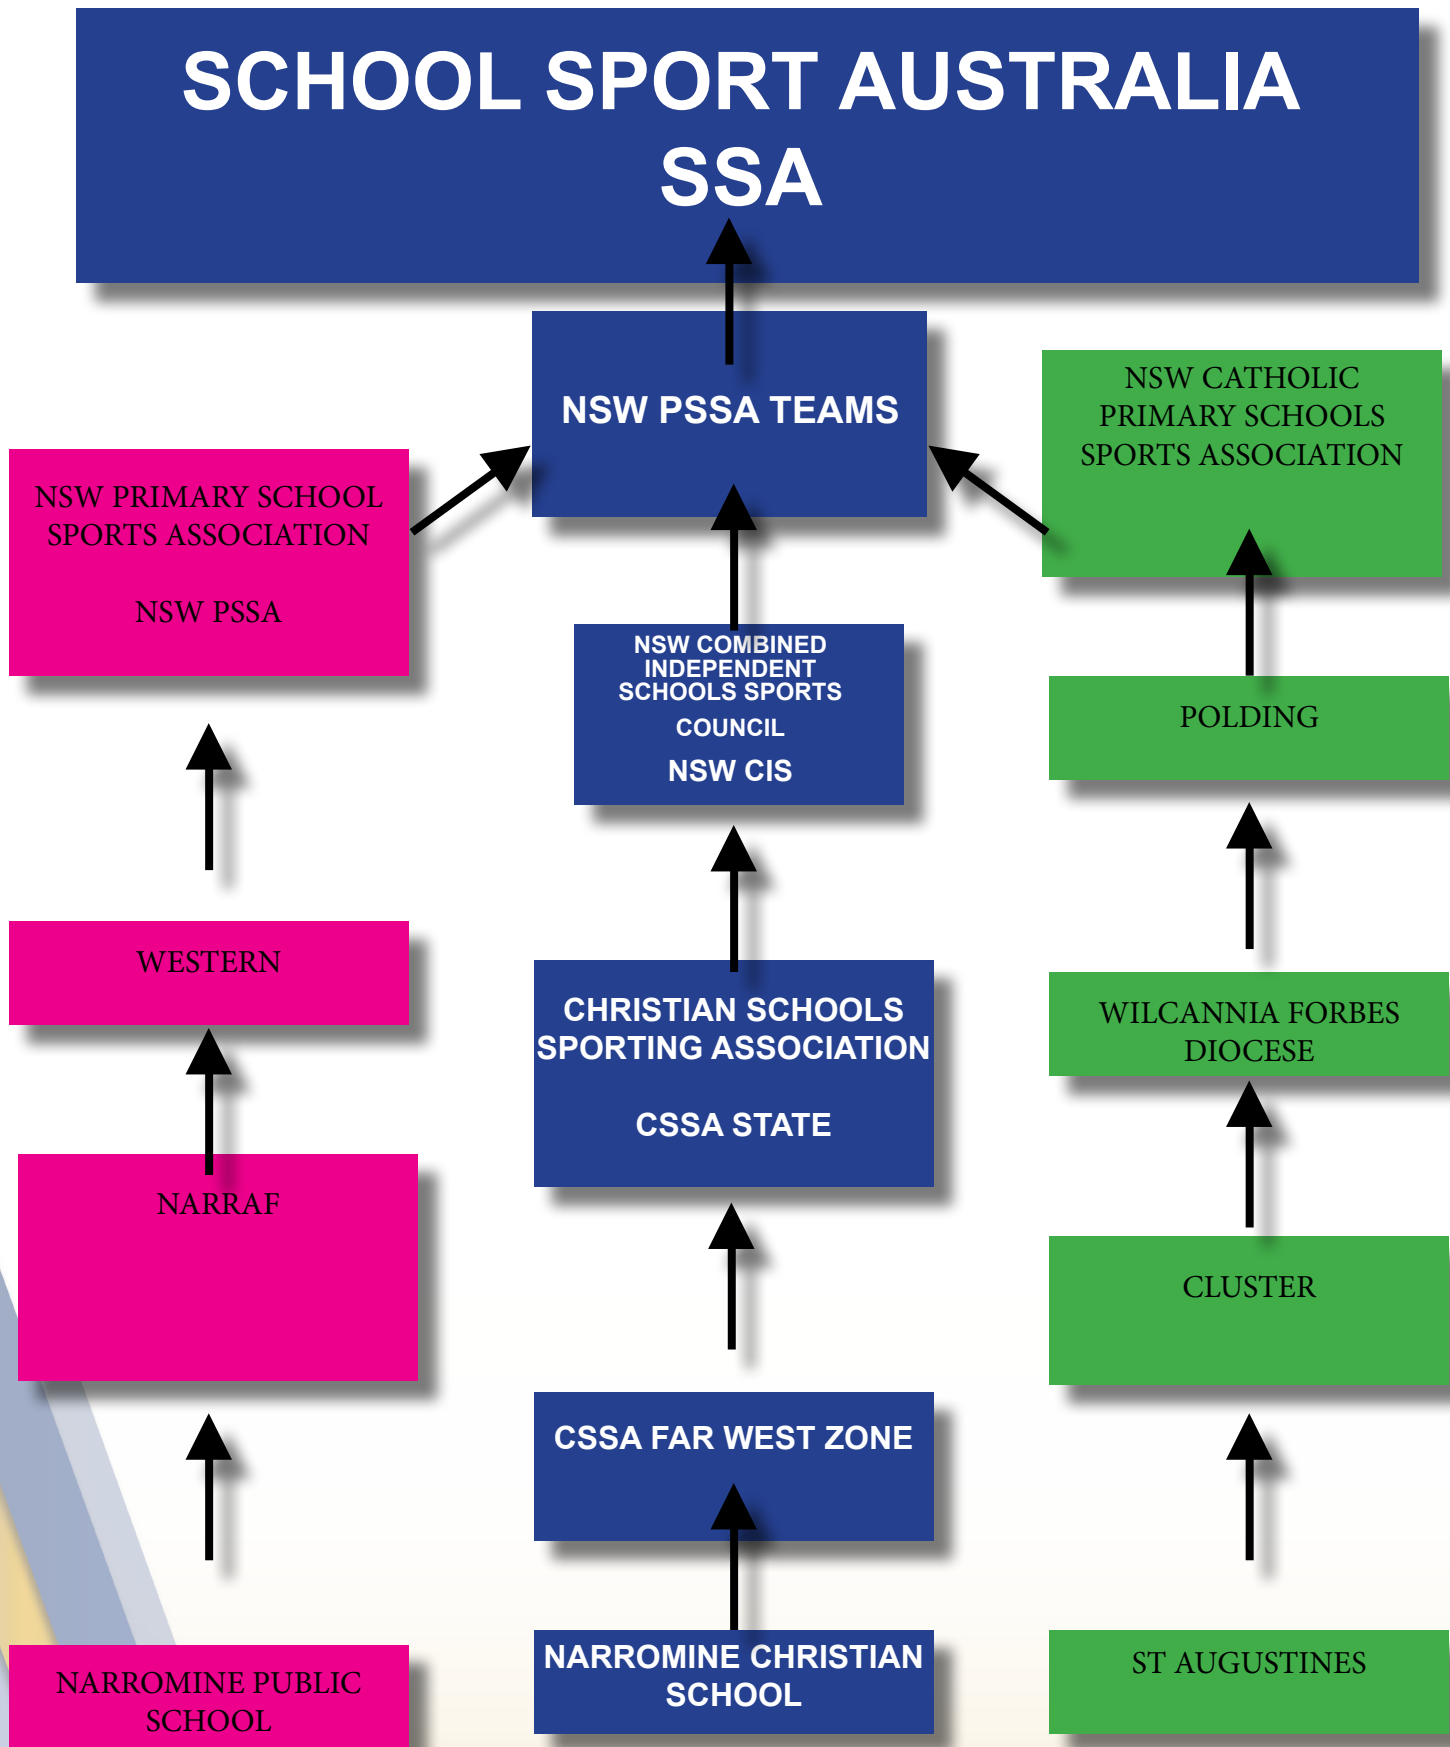 SCHOOL SPORT AUSTRALIA
SSA
NSW PSSA TEAMS
NSW CATHOLIC
PRIMARY SCHOOLS
SPORTS ASSOCIATION
NSW PRIMARY SCHOOL
SPORTS ASSOCIATION
NSW PSSA
NSW COMBINED
INDEPENDENT
SCHOOLS SPORTS
COUNCIL
NSW CIS
POLDING
WESTERN
CHRISTIAN SCHOOLS
SPORTING ASSOCIATION
CSSA STATE
WILCANNIA FORBES
DIOCESE
NARRAF
CLUSTER
CSSA FAR WEST ZONE
NARROMINE PUBLIC
SCHOOL
NARROMINE CHRISTIAN
SCHOOL
ST AUGUSTINES